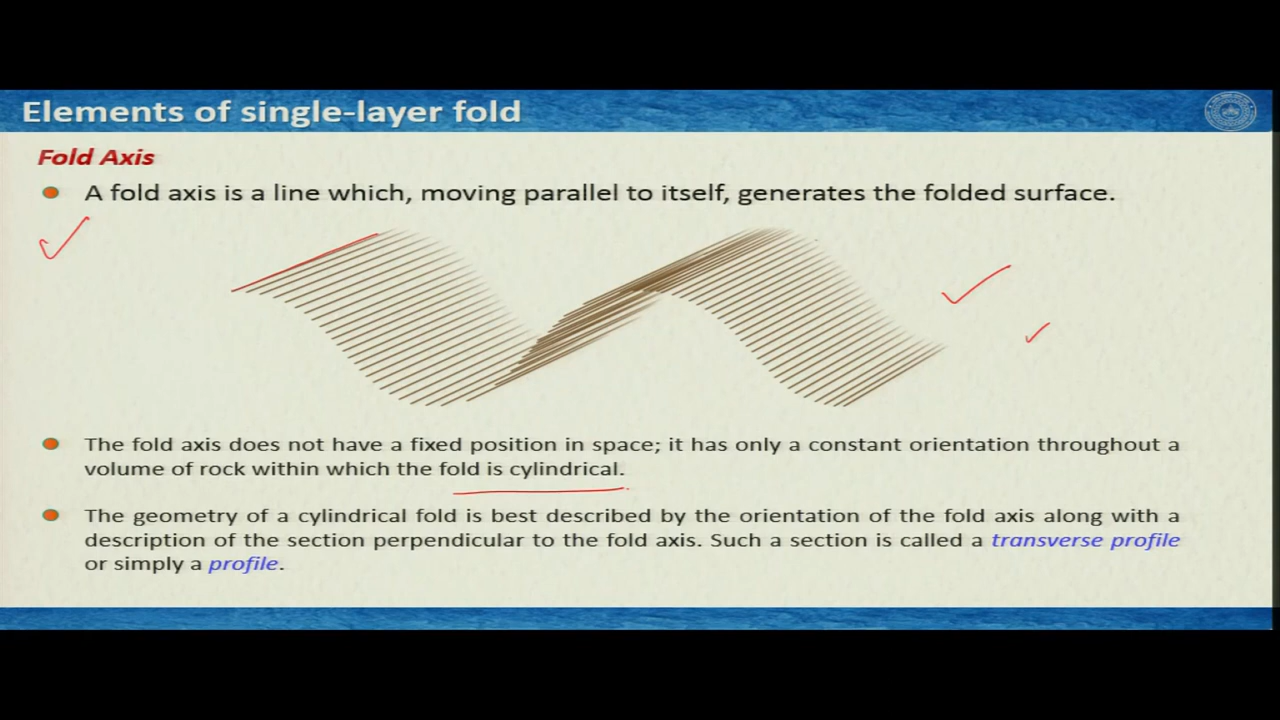 Elements of single-layer fold
Fold Axis
A fold axis is a line which, moving parallel to itself, generates the folded surface.
The fold axis does not have a fixed position in space; it has only a constant orientation throughout a
volume of rock within which the fold is cylindrical.
The geometry of a cylindrical fold is best described by the orientation of the fold axis along with a
description of the section perpendicular to the fold axis. Such a section is called a transverse profile
or simply a profile.